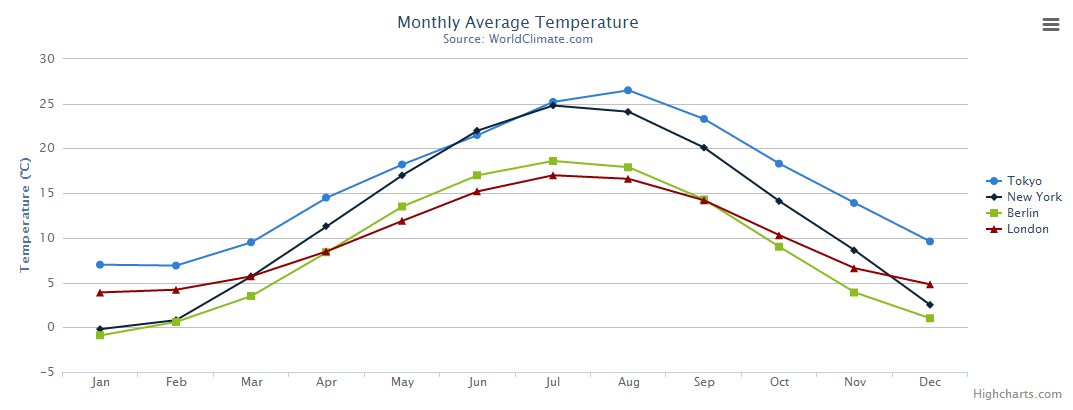 Monthly Average Temperature
Source: WorldClimate.com
Temperature (°C)
30
25
20
15
10
5
0
−5
Jan Feb Mar Apr May Jun Jul Aug Sep Oct Nov Dec
Tokyo
New York
Berlin
London
Highcharts.com